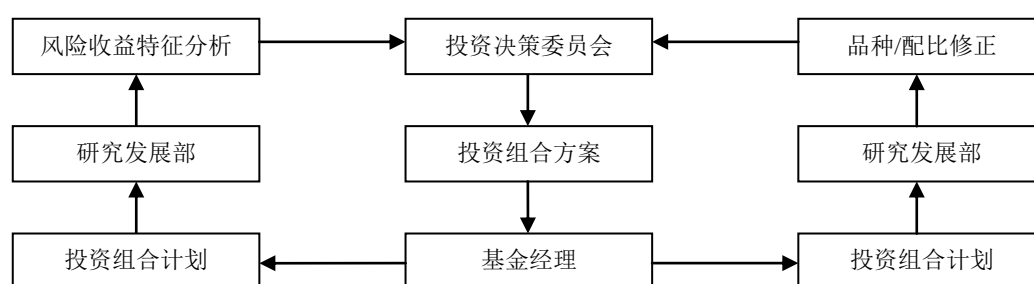 风险收益特征分析
投资决策委员会
品种/配比修正
研究发展部
投资组合方案
研究发展部
投资组合计划
基金经理
投资组合计划